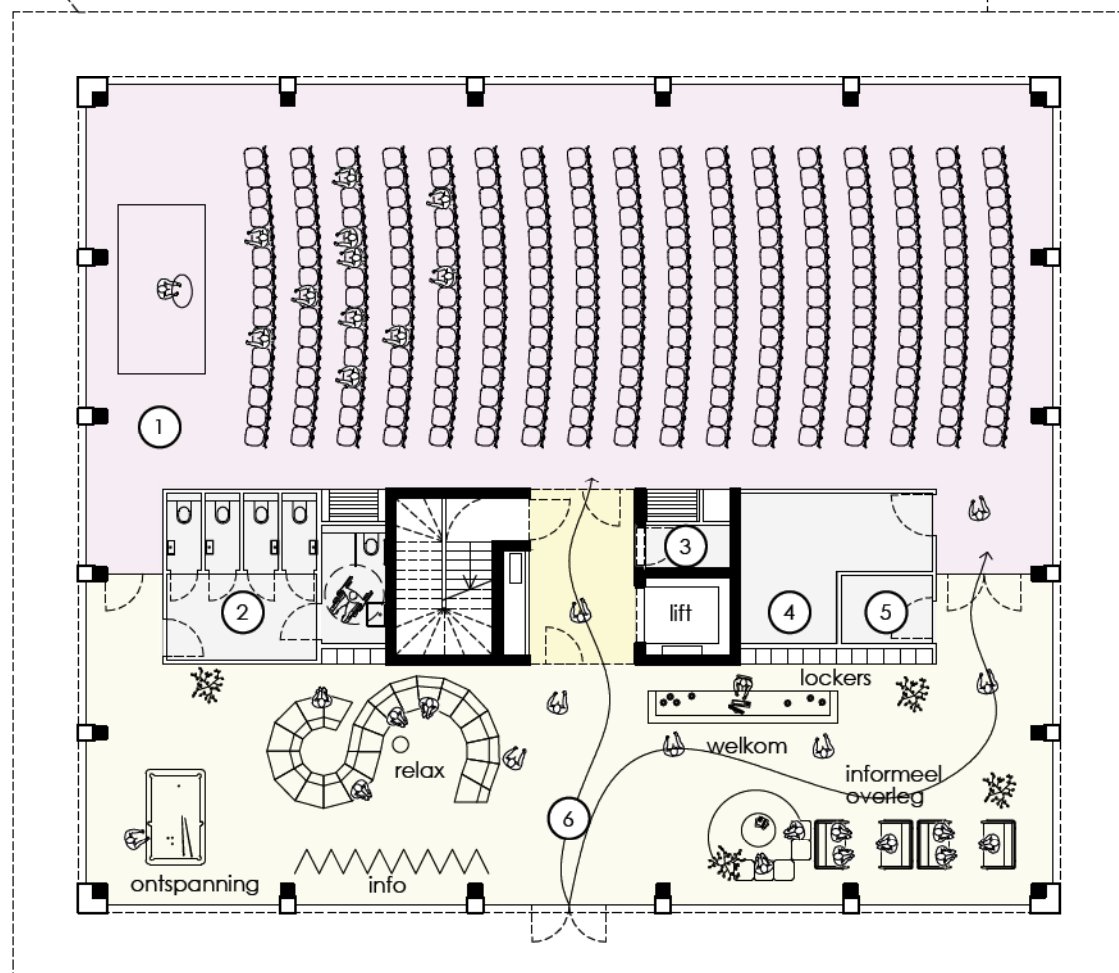 1
2
3
4
5
lift
lockers
welkom
relax
informeel
overleg
6
ontspanning
info